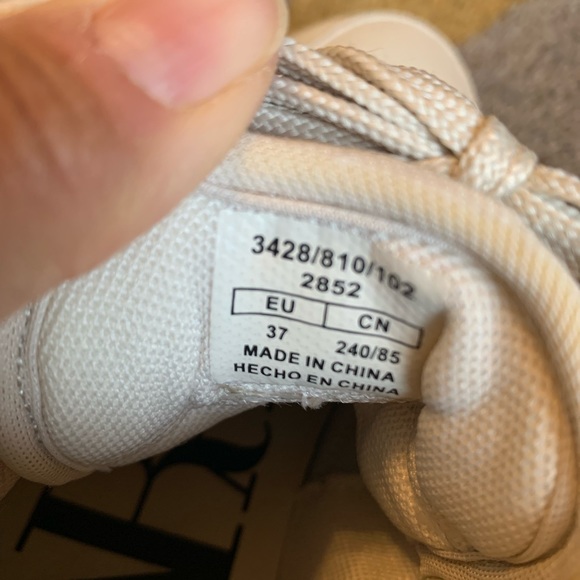 3428/810/102
2852
EU CN
37 240/85
MADE IN CHINA
HECHO EN CHINA